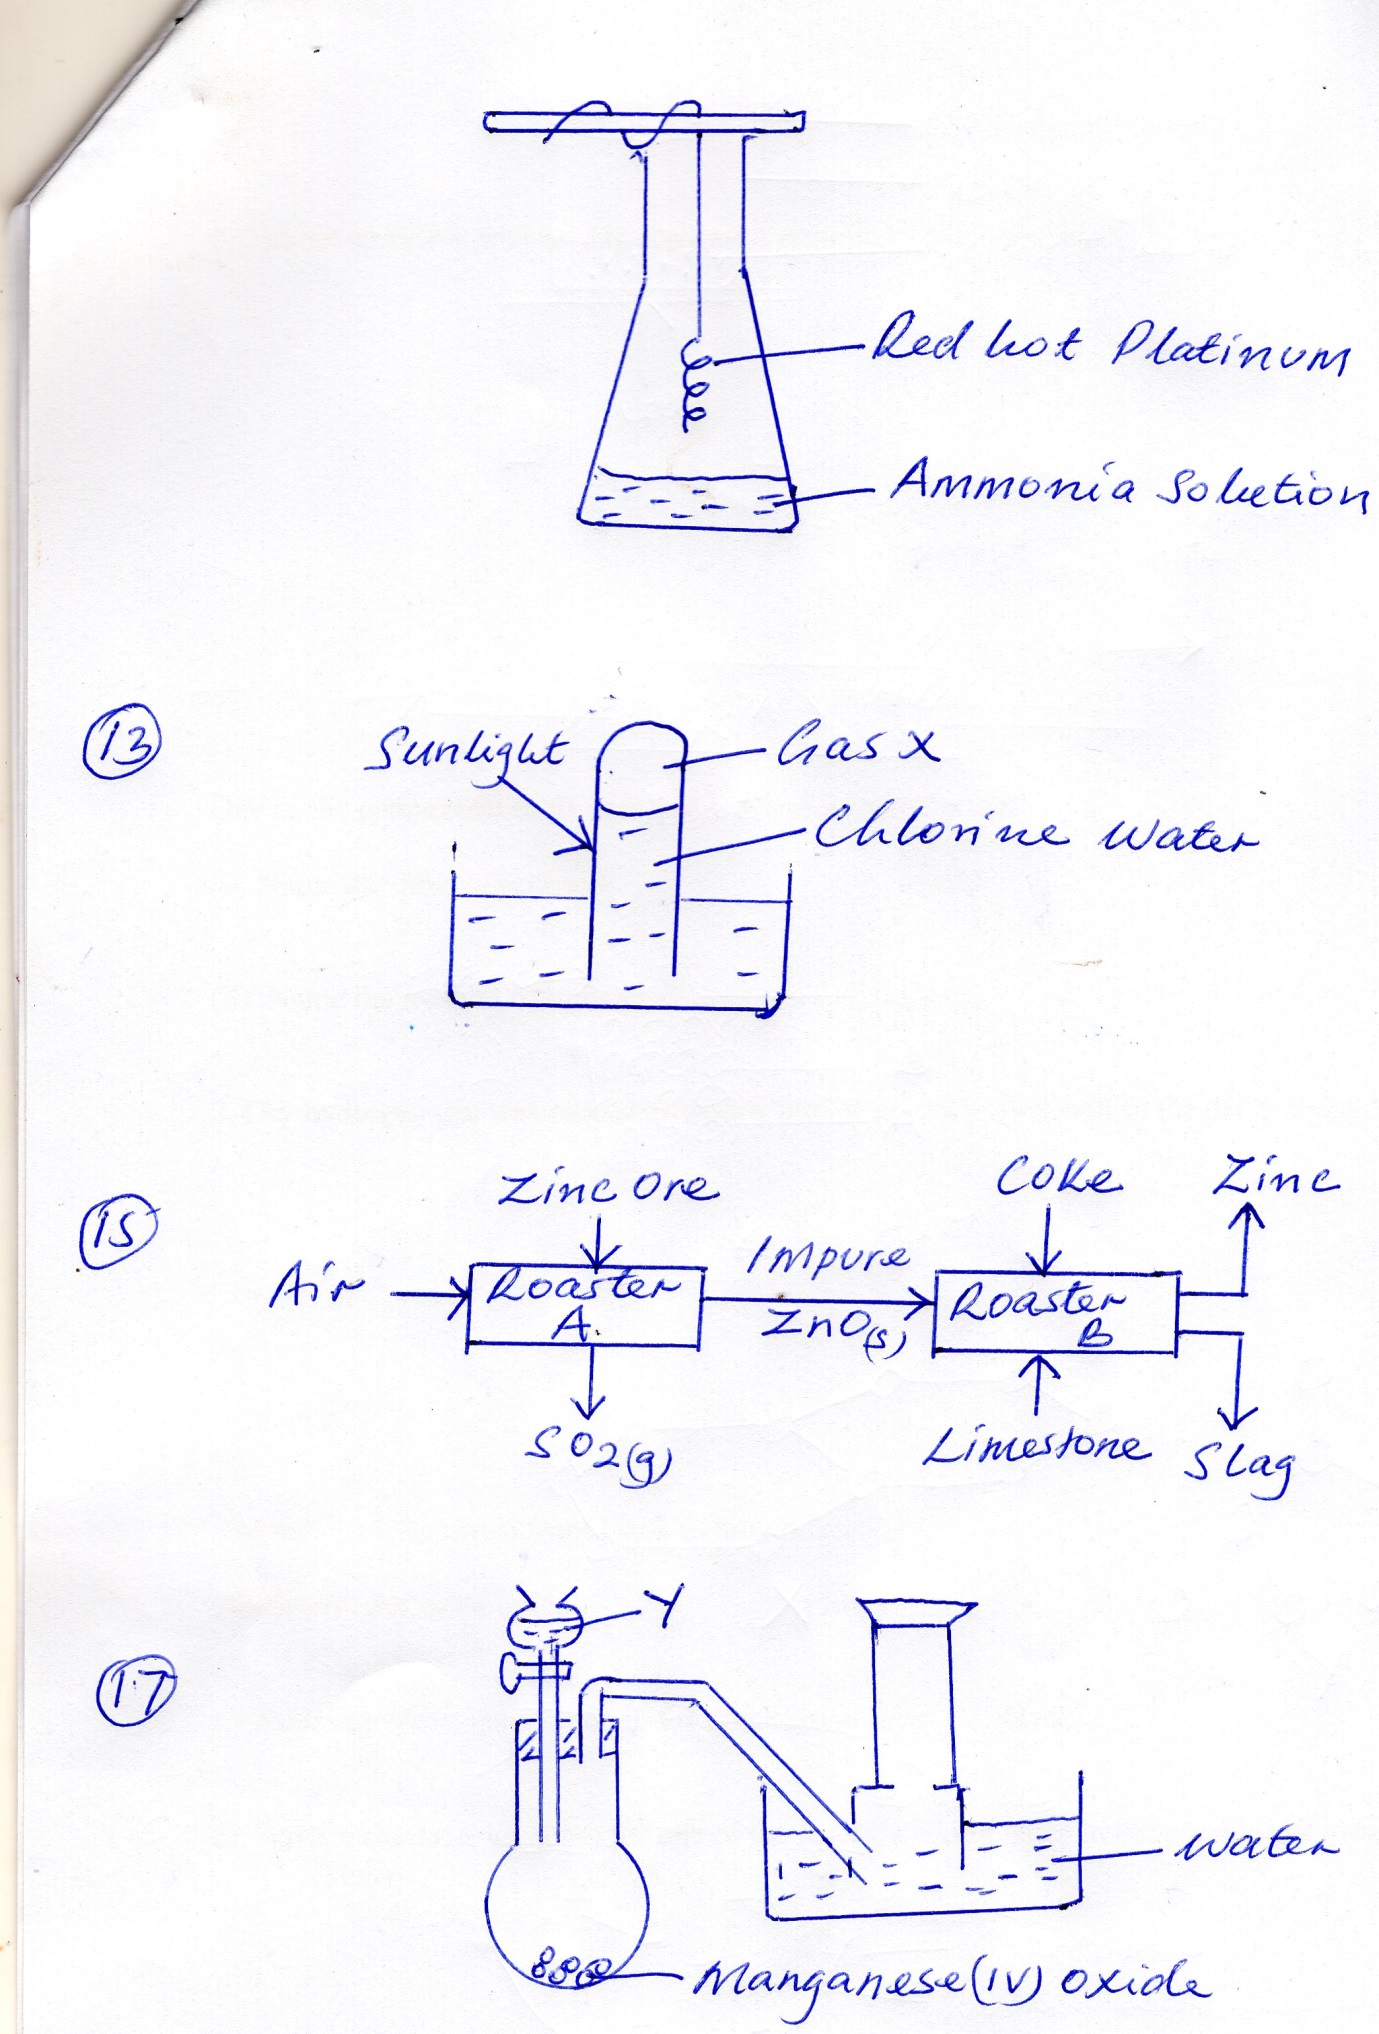 Red hot Platinum
Ammonia Solution
13
Sunlight
Gas X
Chlorine Water
15
Zinc Ore
Coke
Zinc
Air
Roaster A
Impure
ZnO(s)
Roaster B
SO2(g)
Limestone
Slag
17
Y
Water
Manganese(IV) Oxide